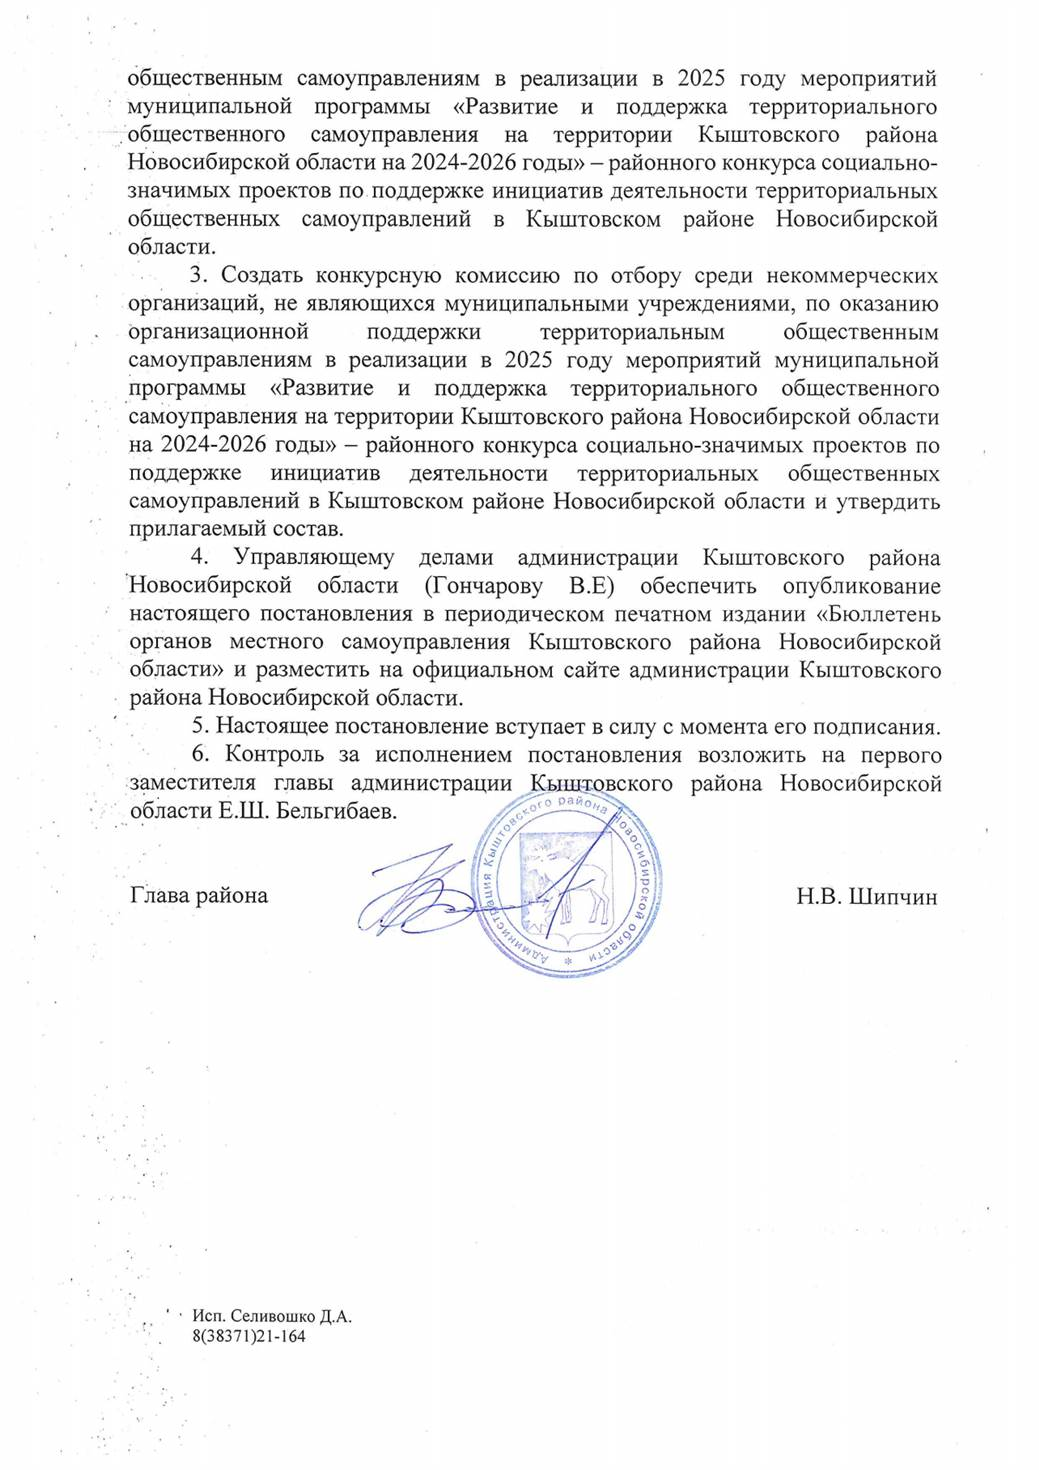 общественным самоуправлениям в реализации в 2025 году мероприятий
муниципальной программы «Развитие и поддержка территориального
общественного самоуправления на территории Кыштовского района
Новосибирской области на 2024-2026 годы» – районного конкурса социально-
значимых проектов по поддержке инициатив деятельности территориальных
общественных самоуправлений в Кыштовском районе Новосибирской
области.
3. Создать конкурсную комиссию по отбору среди некоммерческих
организаций, не являющихся муниципальными учреждениями, по оказанию
организационной поддержки территориальным общественным
самоуправлениям в реализации в 2025 году мероприятий муниципальной
программы «Развитие и поддержка территориального общественного
самоуправления на территории Кыштовского района Новосибирской области
на 2024-2026 годы» – районного конкурса социально-значимых проектов по
поддержке инициатив деятельности территориальных общественных
самоуправлений в Кыштовском районе Новосибирской области и утвердить
прилагаемый состав.
4. Управляющему делами администрации Кыштовского района
Новосибирской области (Гончарову В.Е) обеспечить опубликование
настоящего постановления в периодическом печатном издании «Бюллетень
органов местного самоуправления Кыштовского района Новосибирской
области» и разместить на официальном сайте администрации Кыштовского
района Новосибирской области.
5. Настоящее постановление вступает в силу с момента его подписания.
6. Контроль за исполнением постановления возложить на первого
заместителя главы администрации Кыштовского района Новосибирской
области Е.Ш. Бельгибаев.
Глава района Н.В. Шипчин
Администрация Кыштовского района Новосибирской области *
Исп. Селивошко Д.А.
8(38371)21-164